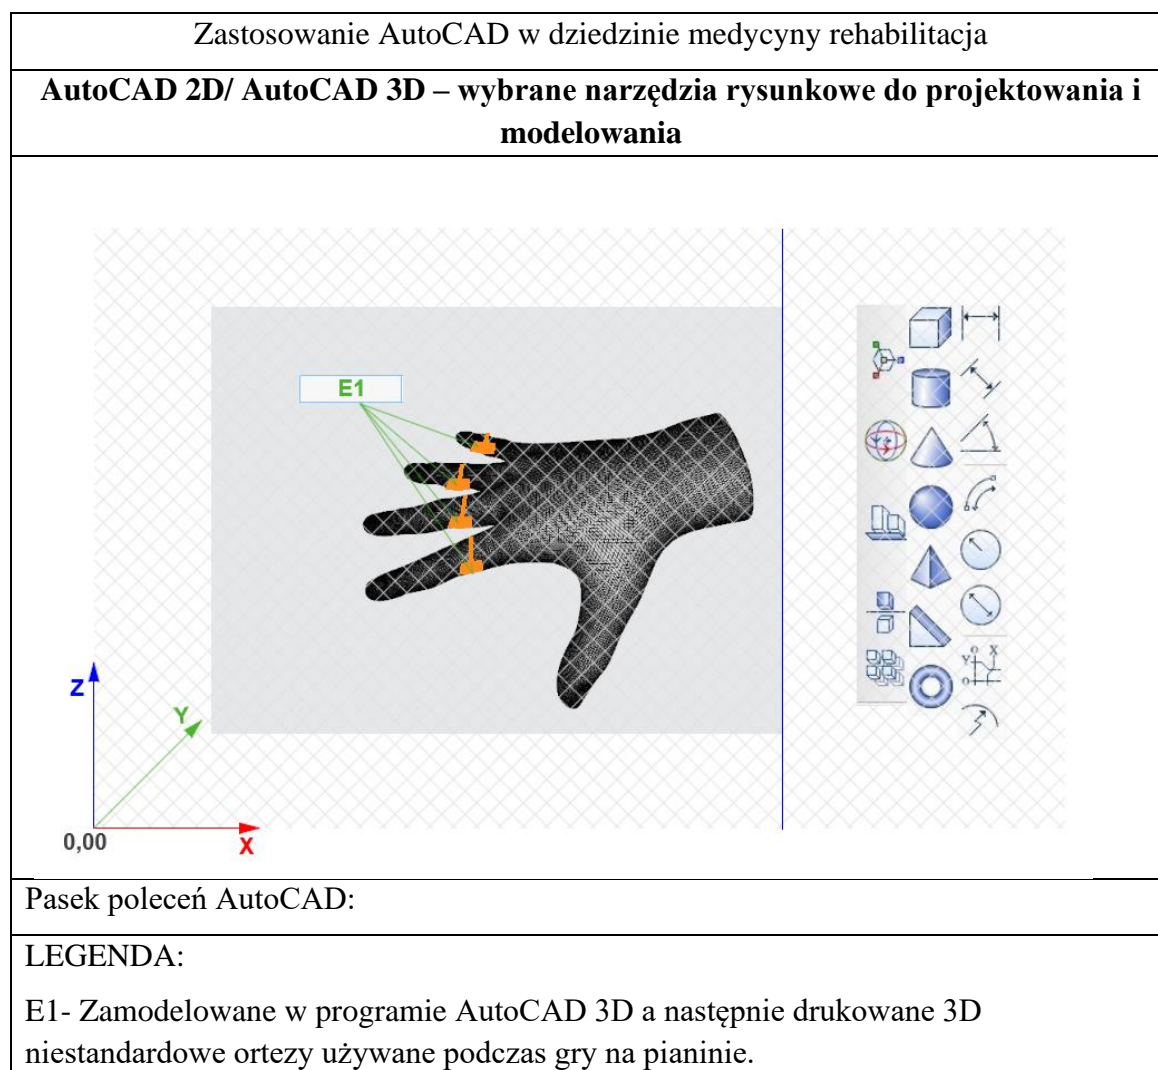 Zastosowanie AutoCAD w dziedzinie medycyny rehabilitacja
AutoCAD 2D/ AutoCAD 3D – wybrane narzędzia rysunkowe do projektowania i
modelowania
E1
Z
Y
0,00
X
Y O X
O
Pasek poleceń AutoCAD:
LEGENDA:
E1- Zamodelowane w programie AutoCAD 3D a następnie drukowane 3D
niestandardowe ortezy używane podczas gry na pianinie.